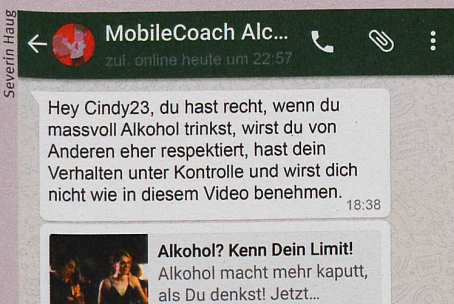 Severin Haug
MobileCoach Alc...
zul. online heute um 22:57
Hey Cindy23, du hast recht, wenn du
massvoll Alkohol trinkst, wirst du von
Anderen eher respektiert, hast dein
Verhalten unter Kontrolle und wirst dich
nicht wie in diesem Video benehmen.
18:38
Alkohol? Kenn Dein Limit!
Alkohol macht mehr kaputt,
als Du denkst! Jetzt...